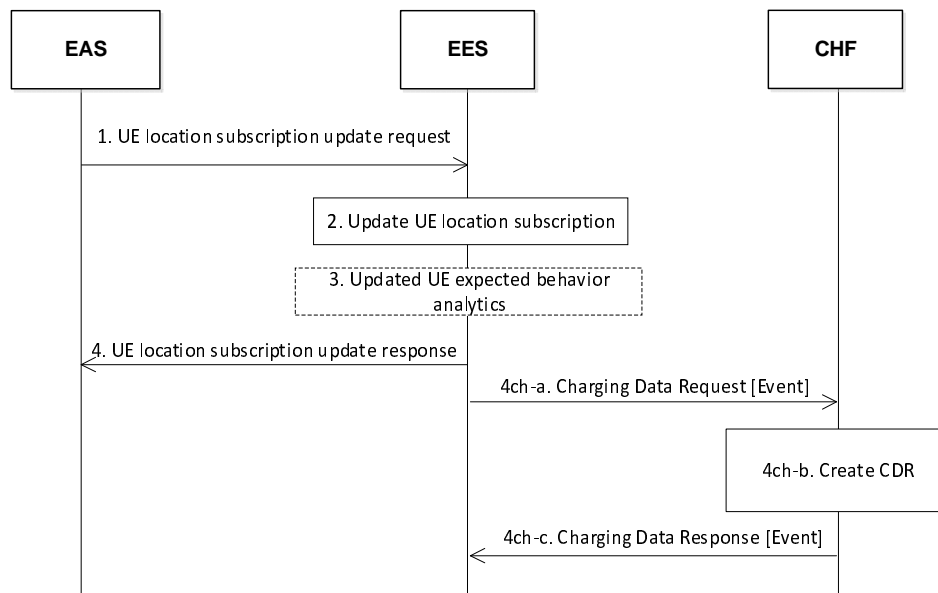 EAS
EES
CHF
1. UE location subscription update request
2. Update UE location subscription
3. Updated UE expected behavior
analytics
4. UE location subscription update response
4ch-a. Charging Data Request [Event]
4ch-b. Create CDR
4ch-c. Charging Data Response [Event]